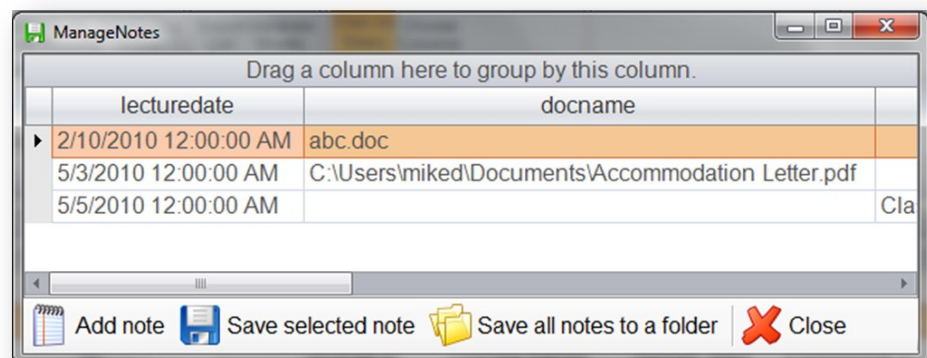 ManageNotes
Drag a column here to group by this column.
lecturedate docname
2/10/2010 12:00:00 AM abc.doc
5/3/2010 12:00:00 AM C:\Users\miked\Documents\Accommodation Letter.pdf
5/5/2010 12:00:00 AM Cla
Add note Save selected note Save all notes to a folder Close